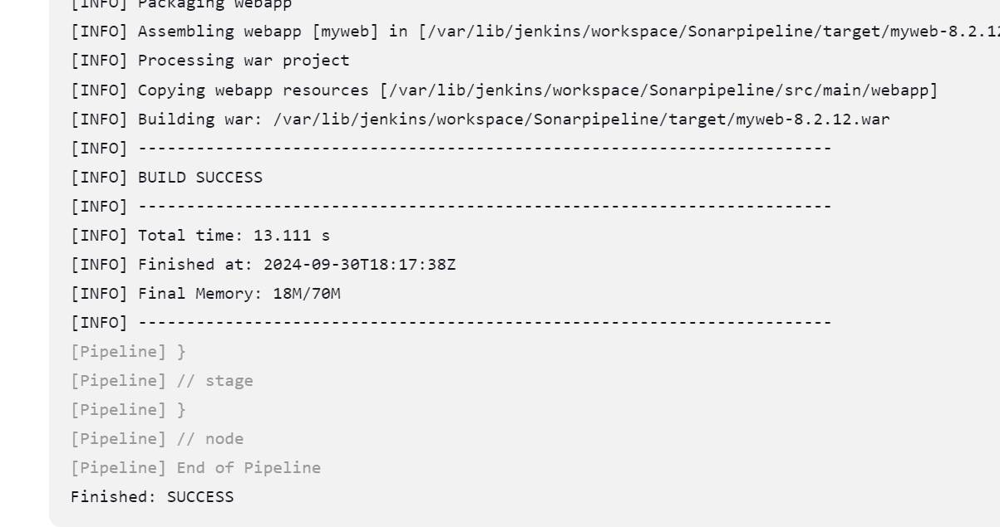 [INFO] Packaging webapp
[INFO] Assembling webapp [myweb] in [/var/lib/jenkins/workspace/Sonarpipeline/target/myweb-8.2.12
[INFO] Processing war project
[INFO] Copying webapp resources [/var/lib/jenkins/workspace/Sonarpipeline/src/main/webapp]
[INFO] Building war: /var/lib/jenkins/workspace/Sonarpipeline/target/myweb-8.2.12.war
[INFO] ------------------------------------------------------------------------
[INFO] BUILD SUCCESS
[INFO] ------------------------------------------------------------------------
[INFO] Total time: 13.111 s
[INFO] Finished at: 2024-09-30T18:17:38Z
[INFO] Final Memory: 18M/70M
[INFO] ------------------------------------------------------------------------
[Pipeline] }
[Pipeline] // stage
[Pipeline] }
[Pipeline] // node
[Pipeline] End of Pipeline
Finished: SUCCESS